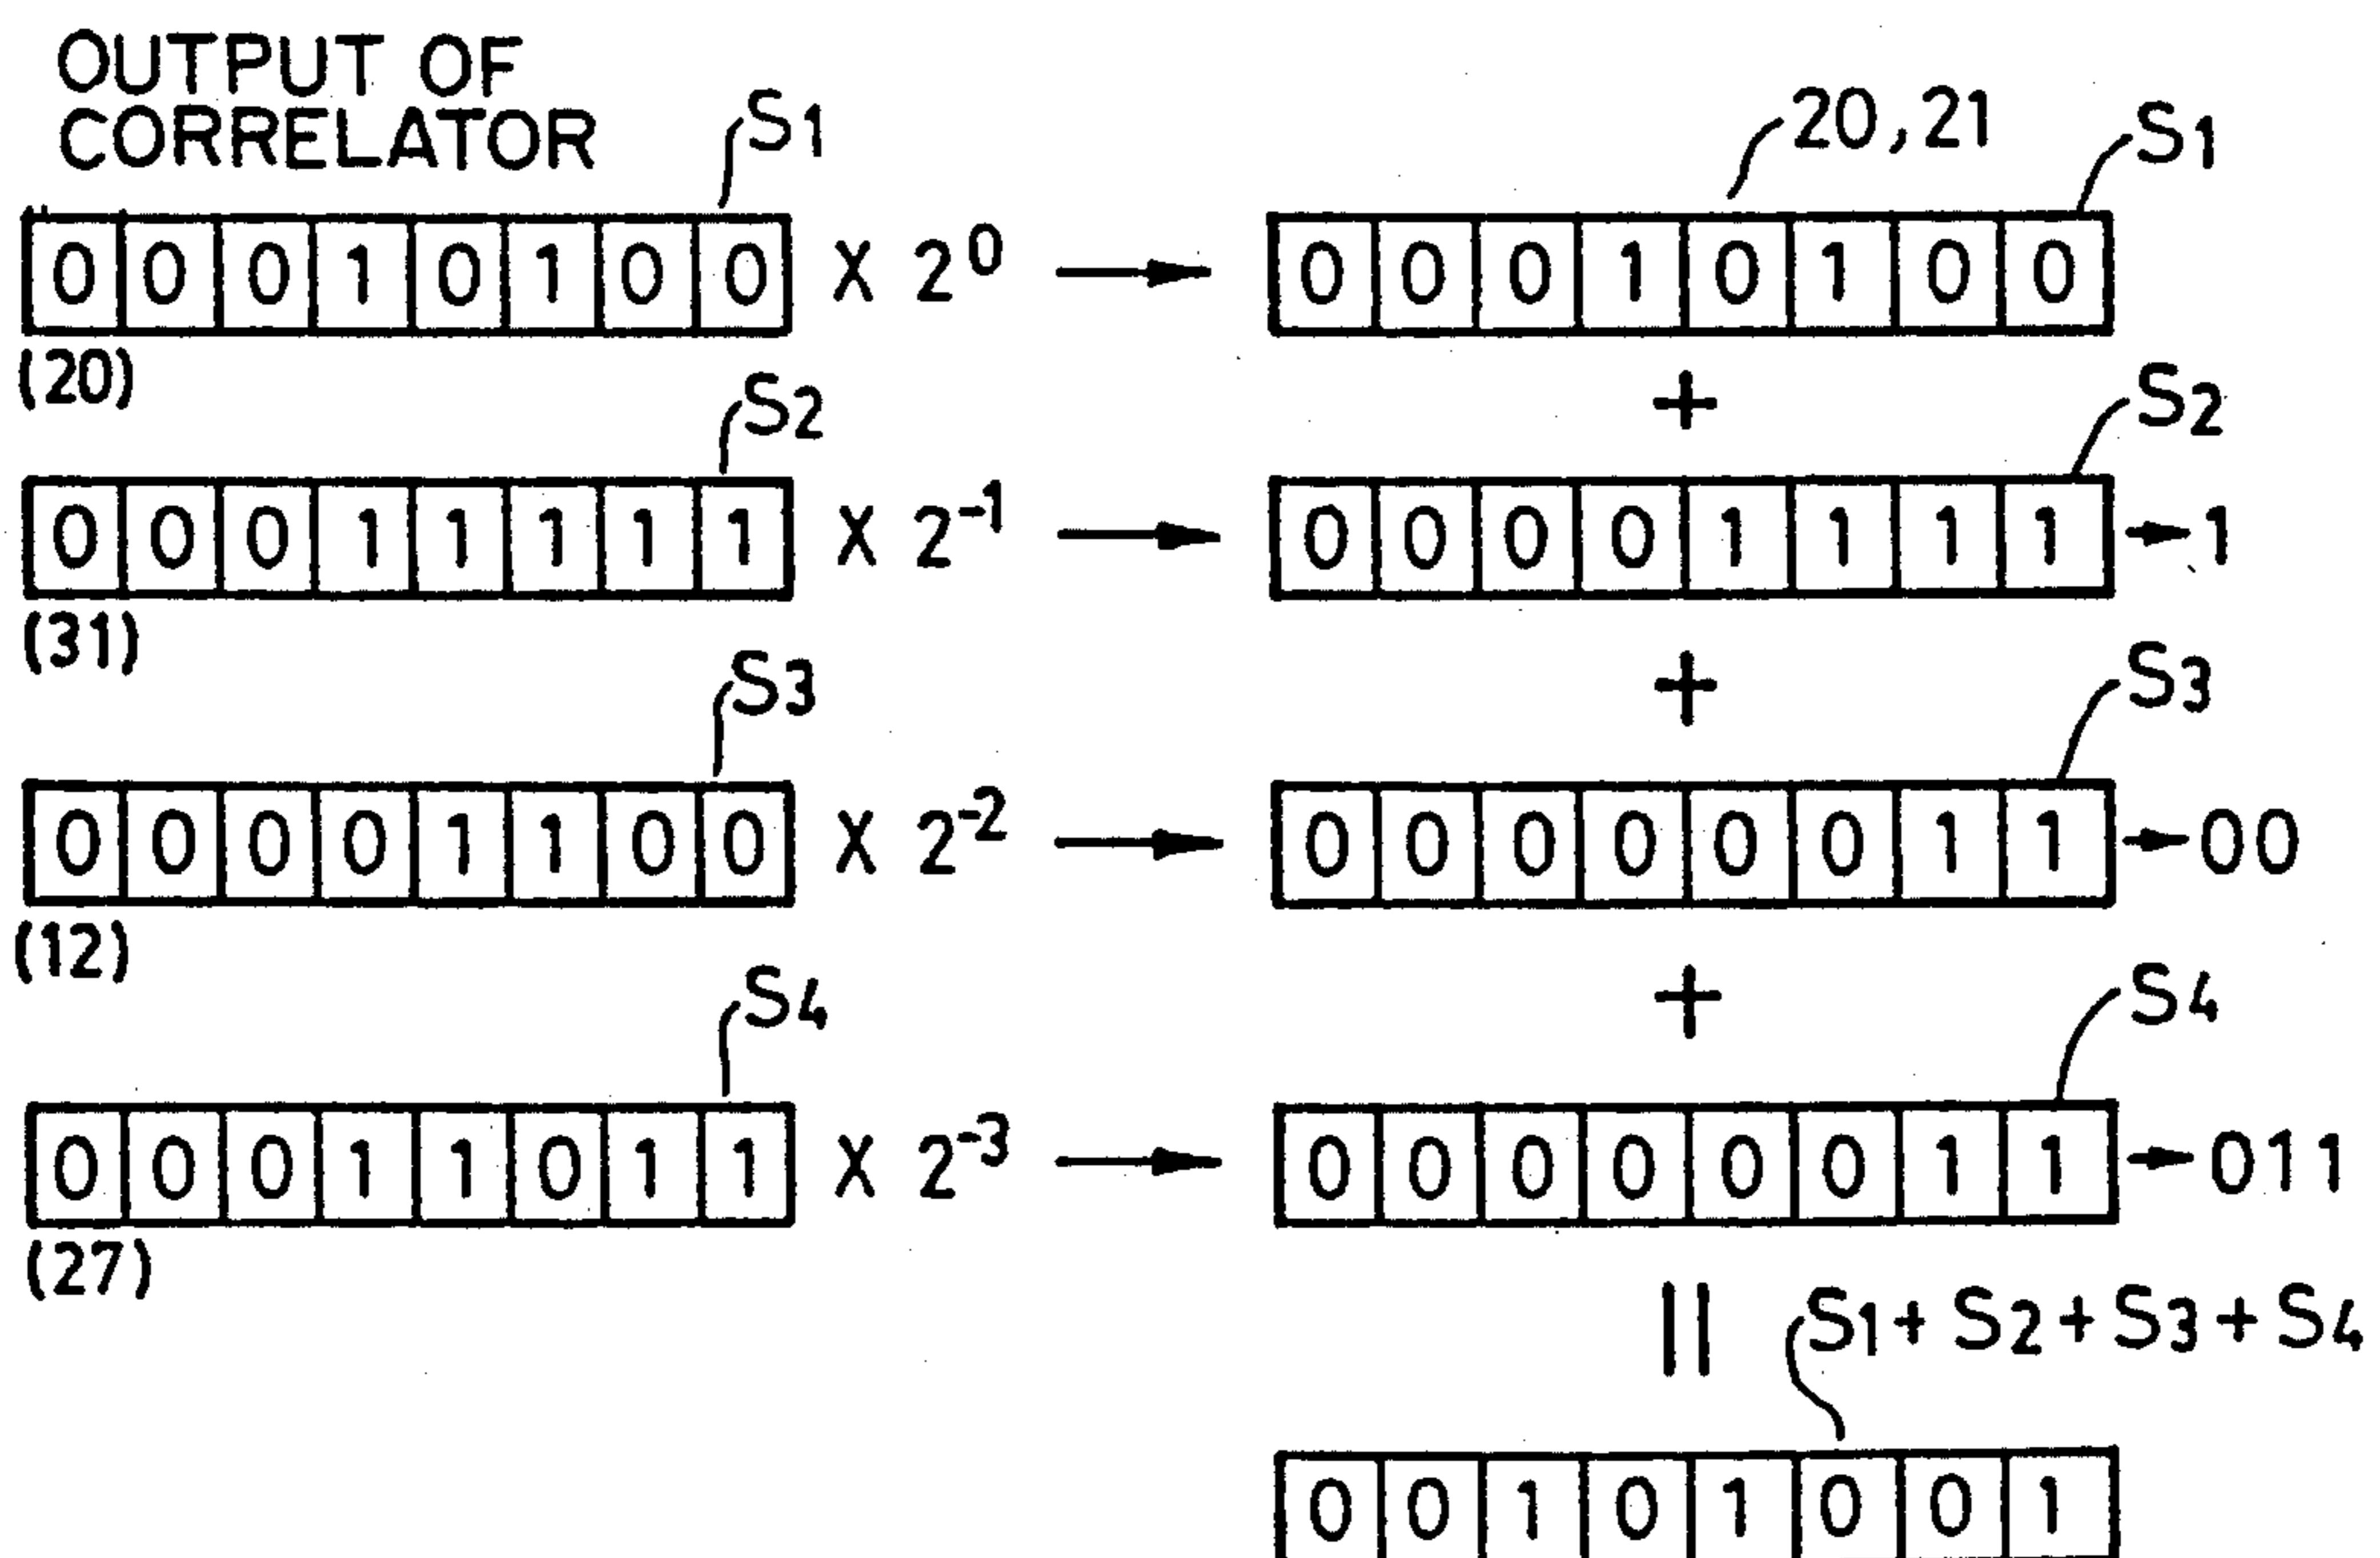 OUTPUT OF
CORRELATOR
S1
20,21
S1
0 0 0 1 0 1 0 0 X 2^0 → 0 0 0 1 0 1 0 0
(20)
+
S2
S2
0 0 0 1 1 1 1 1 X 2^-1 → 0 0 0 0 1 1 1 1 → 1
(31)
+
S3
S3
0 0 0 0 1 1 0 0 X 2^-2 → 0 0 0 0 0 0 1 1 → 00
(12)
+
S4
S4
0 0 0 1 1 0 1 1 X 2^-3 → 0 0 0 0 0 0 1 1 → 011
(27)
||
S1+S2+S3+S4
0 0 1 0 1 0 0 1